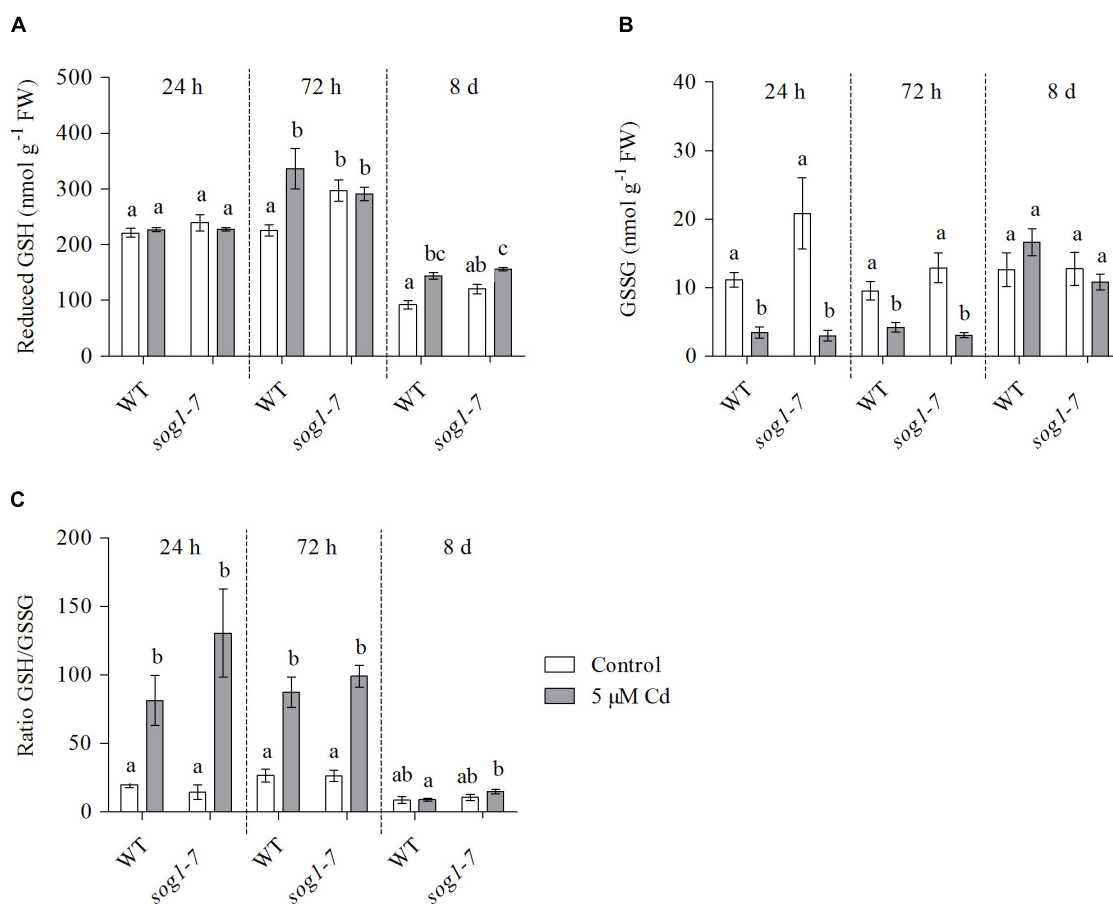 A
Reduced GSH (nmol g⁻¹ FW)
500
400
300
200
100
0
24 h
72 h
8 d
a a a a
a b b b
a bc ab c
WT
sog1-7
WT
sog1-7
WT
sog1-7
B
GSSG (nmol g⁻¹ FW)
40
30
20
10
0
24 h
72 h
8 d
a b a b
a b a b
a a a a
WT
sog1-7
WT
sog1-7
WT
sog1-7
C
Ratio GSH/GSSG
200
150
100
50
0
24 h
72 h
8 d
a b a b
a b a b
ab a ab b
WT
sog1-7
WT
sog1-7
WT
sog1-7
Control
5 µM Cd